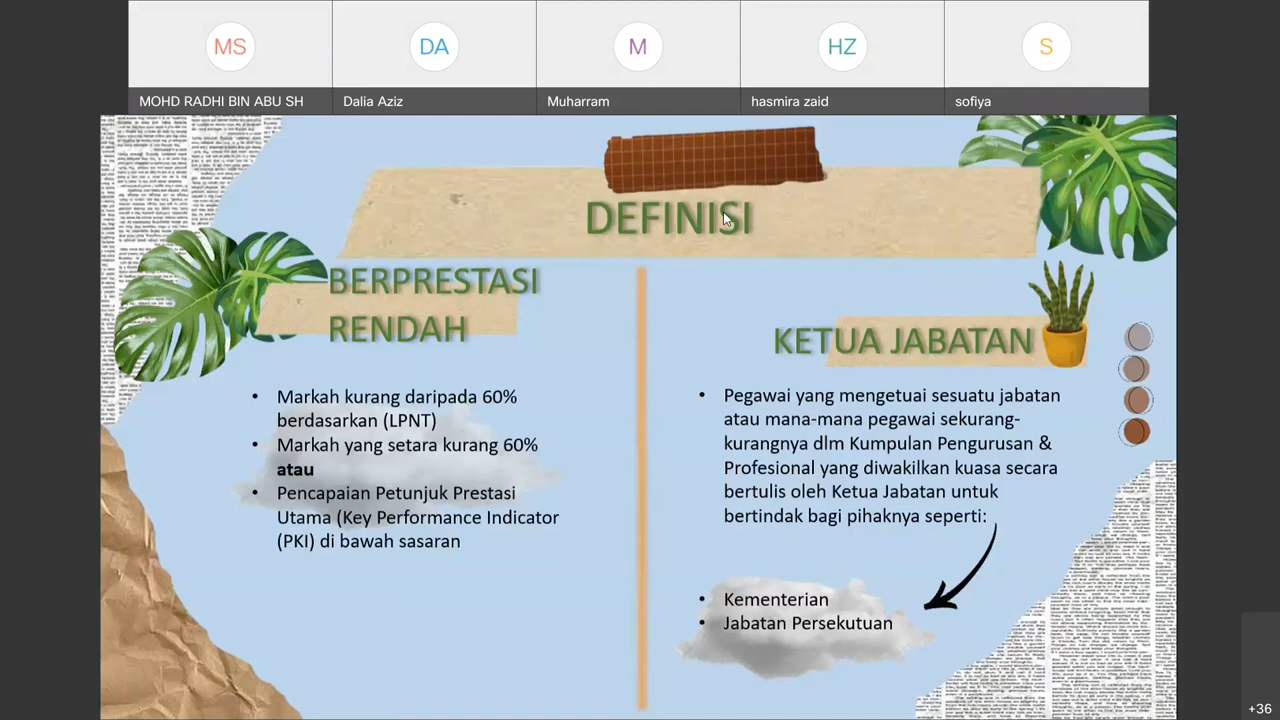 MS
DA
M
HZ
S
MOHD RADHI BIN ABU SH
Dalia Aziz
Muharram
hasmira zaid
sofiya
DEFINISI
BERPRESTASI
RENDAH
• Markah kurang daripada 60%
berdasarkan (LPNT)
• Markah yang setara kurang 60%
atau
• Pencapaian Petunjuk Prestasi
Utama (Key Performance Indicator
(PKI) di bawah sasaran
KETUA JABATAN
• Pegawai yang mengetuai sesuatu jabatan
atau mana-mana pegawai sekurang-
kurangnya dlm Kumpulan Pengurusan &
Profesional yang diwakilkan kuasa secara
bertulis oleh Ketua Jabatan untuk
bertindak bagi pihaknya seperti:
• Kementerian
• Jabatan Persekutuan
+36